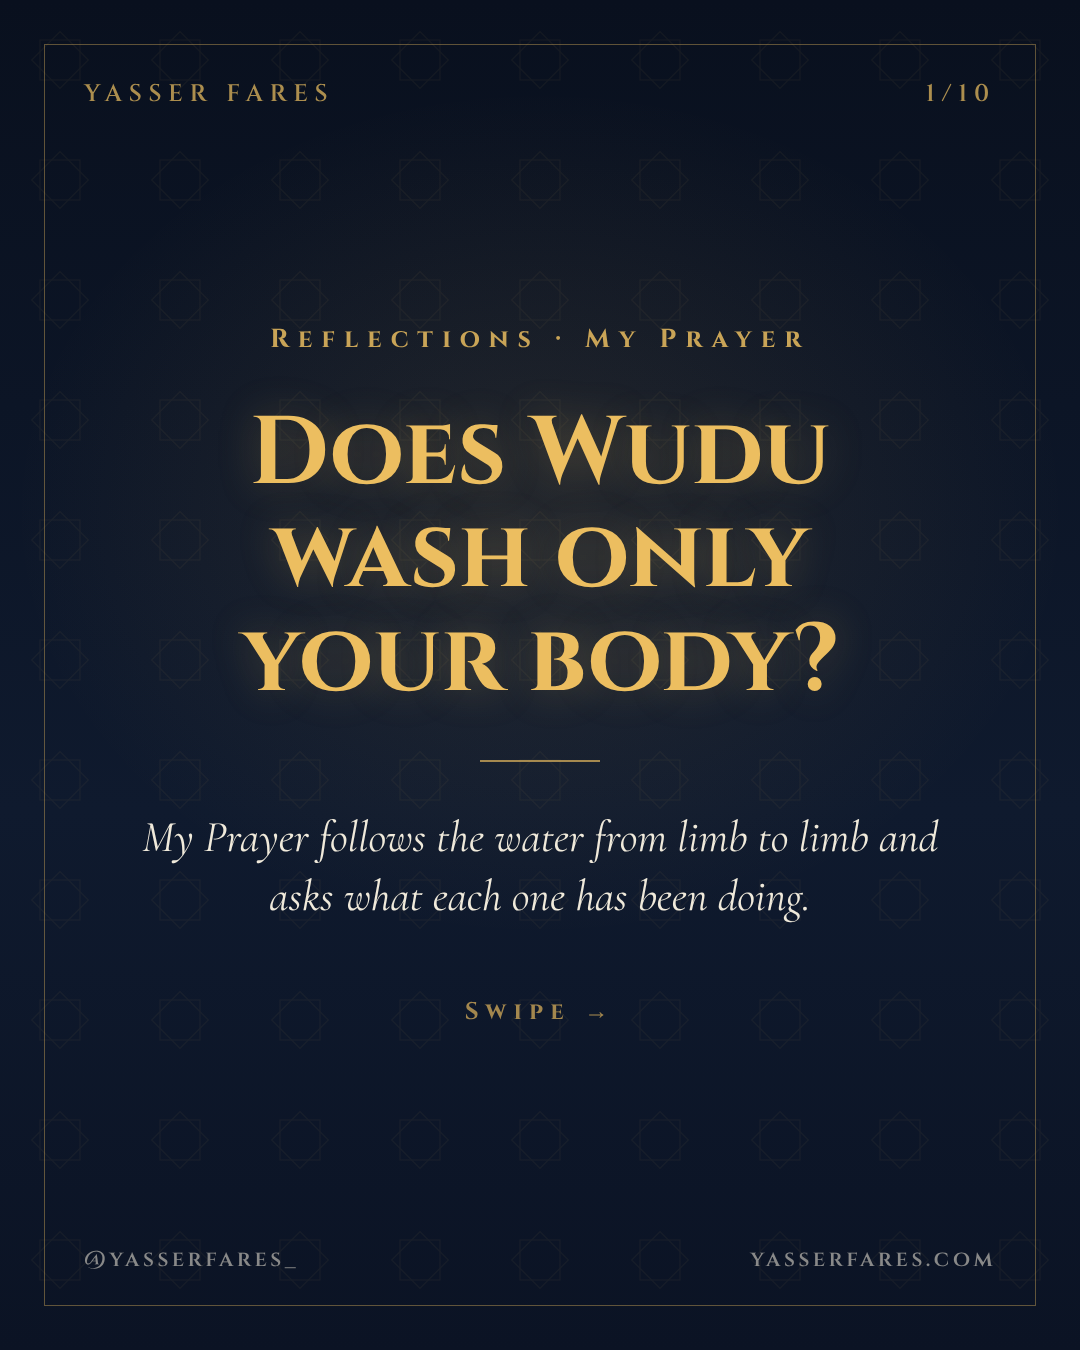 YASSER FARES
1/10
Reflections · My Prayer
Does Wudu
wash only
your body?
My Prayer follows the water from limb to limb and
asks what each one has been doing.
Swipe →
@YASSERFARES_
YASSERFARES.COM